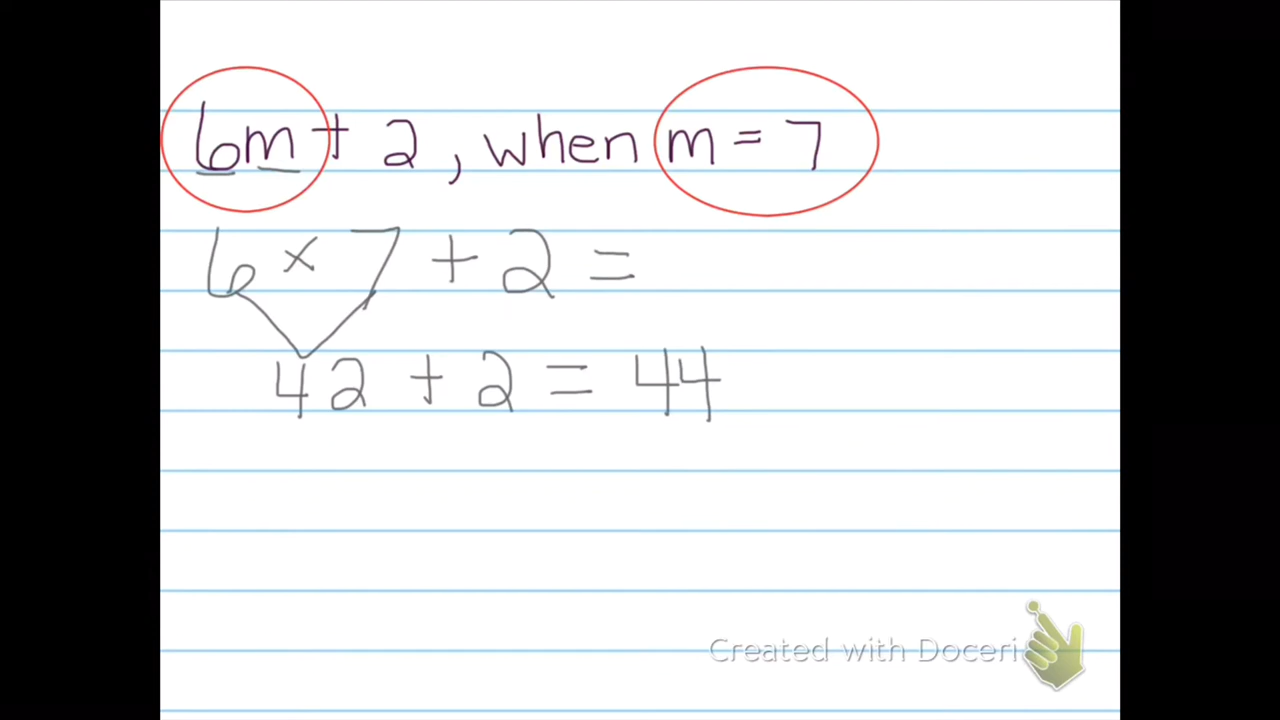 6m + 2, when m = 7
6 × 7 + 2 =
42 + 2 = 44
Created with Doceri